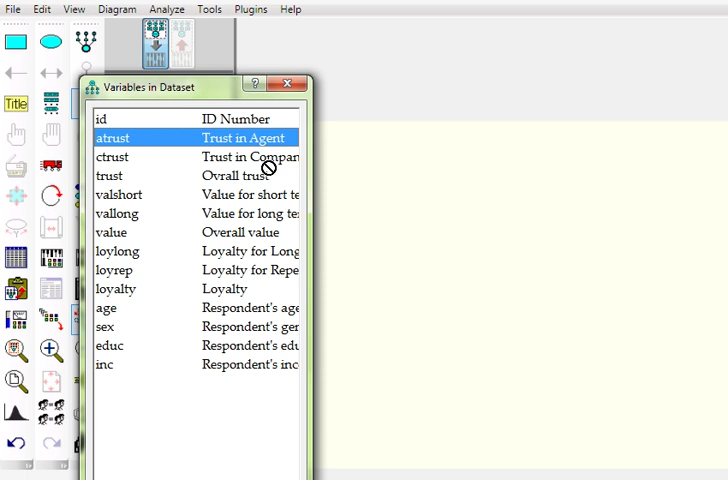 File Edit View Diagram Analyze Tools Plugins Help
Title
Variables in Dataset
?
id ID Number
atrust Trust in Agent
ctrust Trust in Compan
trust Ovrall trust
valshort Value for short te
vallong Value for long ter
value Overall value
loylong Loyalty for Long
loyrep Loyalty for Repe
loyalty Loyalty
age Respondent's age
sex Respondent's gen
educ Respondent's edu
inc Respondent's inc